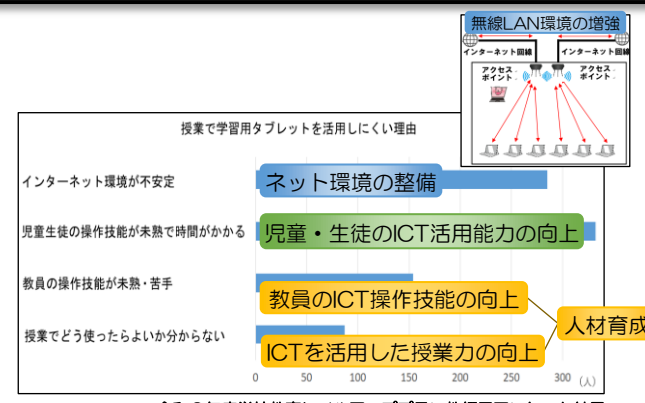 無線LAN環境の増強
インターネット回線
インターネット回線
アクセス
ポイント
アクセス
ポイント
授業で学習用タブレットを活用しにくい理由
インターネット環境が不安定
ネット環境の整備
児童生徒の操作技能が未熟で時間がかかる
児童・生徒のICT活用能力の向上
教員の操作技能が未熟・苦手
教員のICT操作技能の向上
人材育成
授業でどう使ったらよいか分からない
ICTを活用した授業力の向上
0 50 100 150 200 250 300 (人)